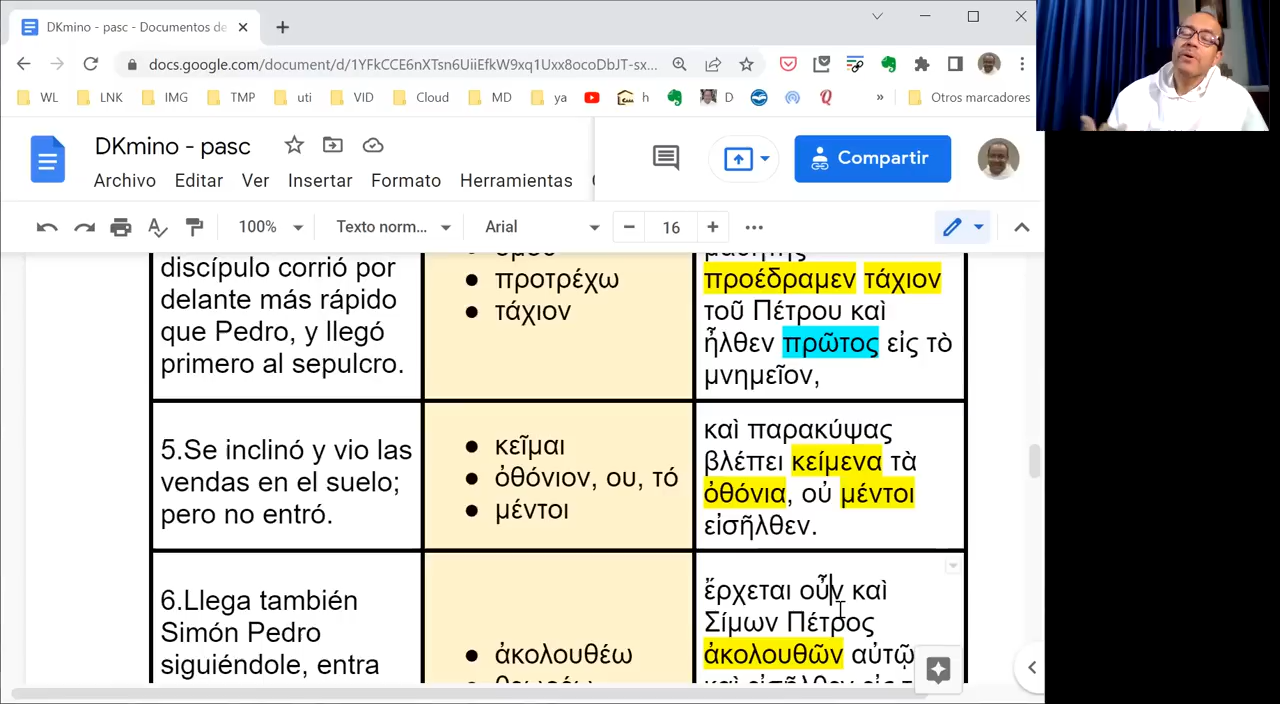 DKmino - pasc - Documentos de
docs.google.com/document/d/1YFkCCE6nXTsn6UiiEfkW9xq1Uxx8ocoDbJT-sx...
WL LNK IMG TMP uti VID Cloud MD ya h D » Otros marcadores
DKmino - pasc
Compartir
Archivo Editar Ver Insertar Formato Herramientas
100% Texto norm... Arial 16
discípulo corrió por
delante más rápido
que Pedro, y llegó
primero al sepulcro.
προτρέχω
τάχιον
προέδραμεν τάχιον
τοῦ Πέτρου καὶ
ἦλθεν πρῶτος εἰς τὸ
μνημεῖον,
5.Se inclinó y vio las
vendas en el suelo;
pero no entró.
κεῖμαι
ὀθόνιον, ου, τό
μέντοι
καὶ παρακύψας
βλέπει κείμενα τὰ
ὀθόνια, οὐ μέντοι
εἰσῆλθεν.
6.Llega también
Simón Pedro
siguiéndole, entra
ἀκολουθέω
ἔρχεται οὖν καὶ
Σίμων Πέτρος
ἀκολουθῶν αὐτῷ